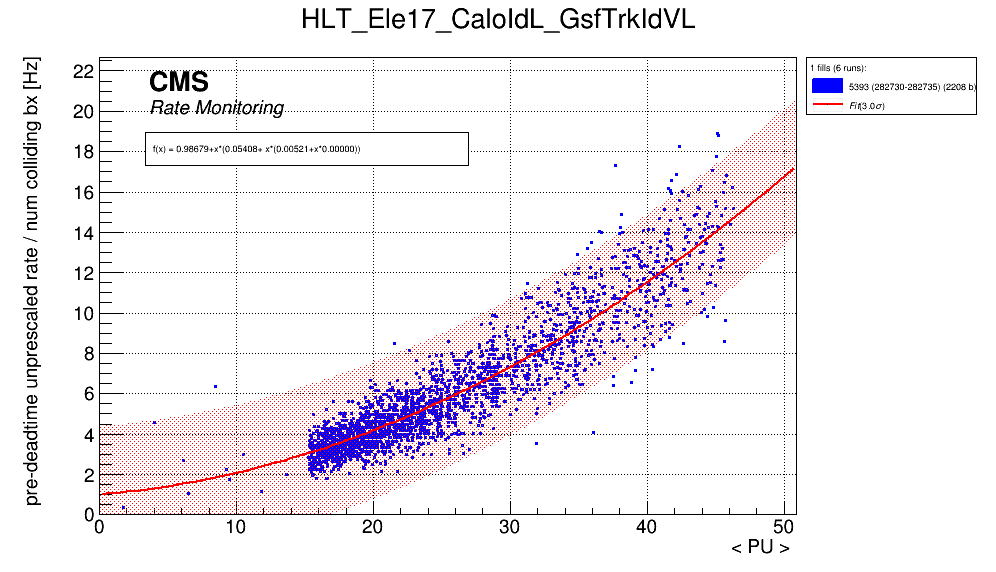 HLT_Ele17_CaloIdL_GsfTrkIdVL
pre-deadtime unprescaled rate / num colliding bx [Hz]
22
20
18
16
14
12
10
8
6
4
2
0
CMS
Rate Monitoring
f(x) = 0.98679+x*(0.05408+ x*(0.00521+x*0.00000))
0 10 20 30 40 50
< PU >
1 fills (6 runs):
5393 (282730-282735) (2208 b)
Fit(3.0σ)